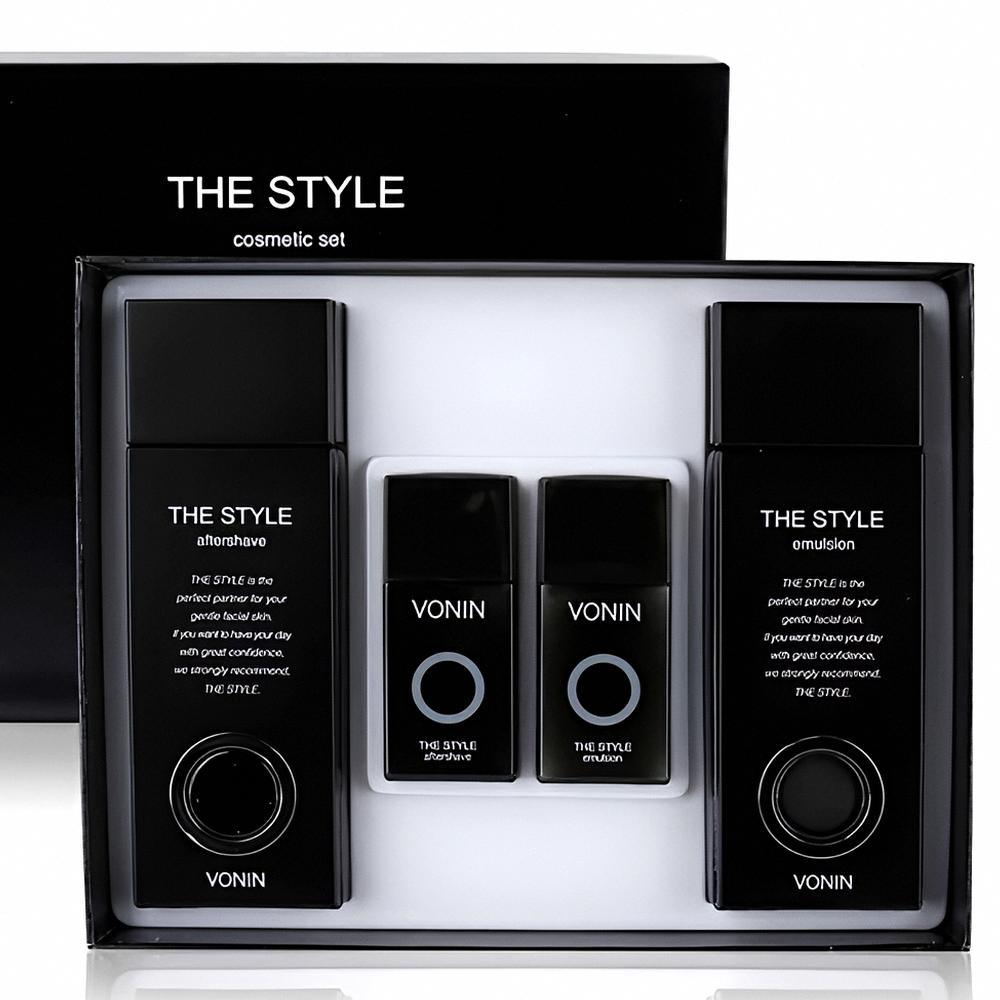 THE STYLE
cosmetic set
THE STYLE
aftershave
THE STYLE is the
perfect partner for your
gentle facial skin.
If you want to have your day
with great confidence,
we strongly recommend.
THE STYLE.
VONIN
VONIN
THE STYLE
aftershave
VONIN
THE STYLE
emulsion
THE STYLE
emulsion
THE STYLE is the
perfect partner for your
gentle facial skin.
If you want to have your day
with great confidence,
we strongly recommend.
THE STYLE.
VONIN